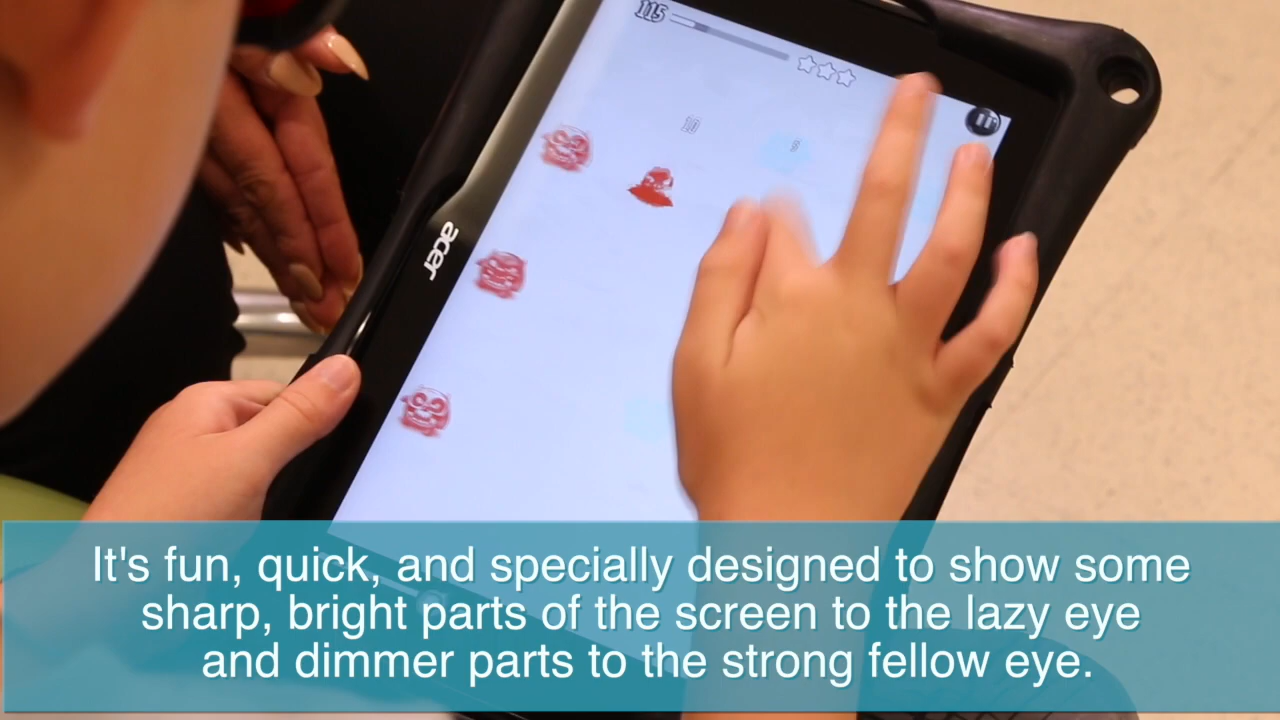 115
10
acer
It's fun, quick, and specially designed to show some
sharp, bright parts of the screen to the lazy eye
and dimmer parts to the strong fellow eye.